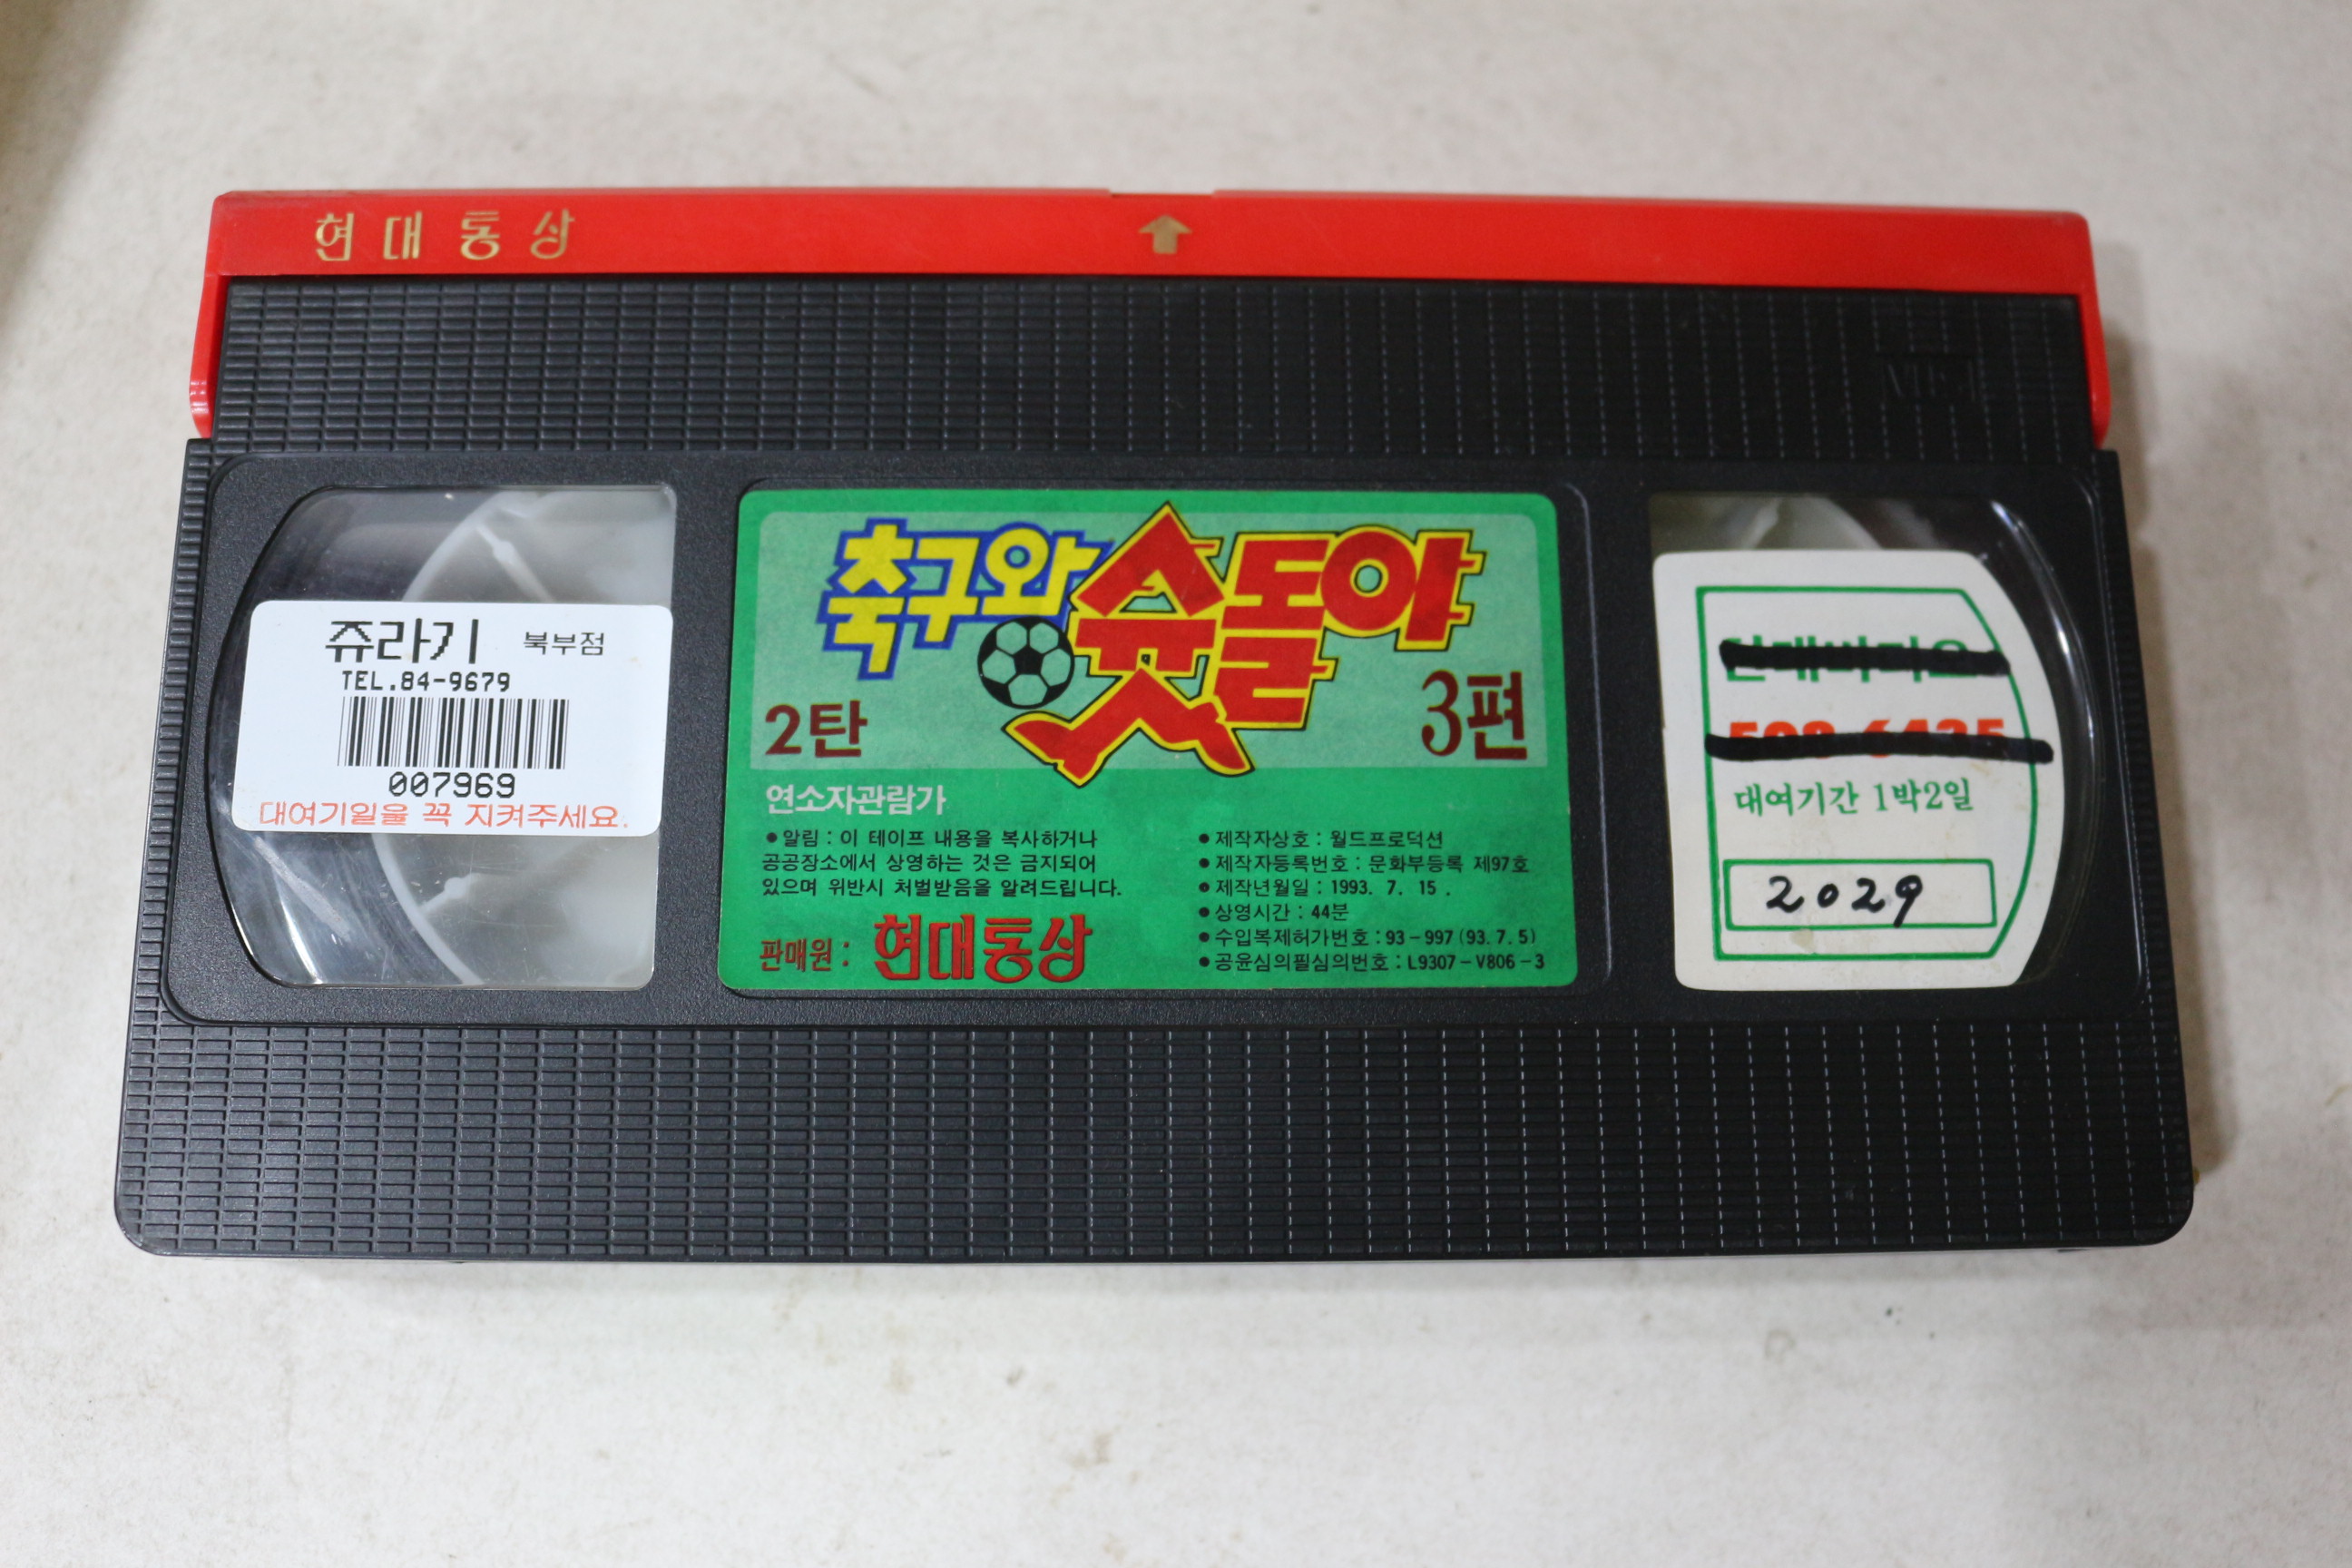 현대통상
쥬라기 북부점
TEL.84-9679
007969
대여기일을 꼭 지켜주세요.
축구와 슛돌이
2탄
3편
연소자관람가
●알림 : 이 테이프 내용을 복사하거나
공공장소에서 상영하는 것은 금지되어
있으며 위반시 처벌받음을 알려드립니다.
판매원 : 현대통상
●제작자상호 : 월드프로덕션
●제작자등록번호 : 문화부등록 제97호
●제작년월일 : 1993. 7. 15 .
●상영시간 : 44분
●수입복제허가번호 : 93-997 (93. 7. 5)
●공윤심의필심의번호 : L9307-V806-3
대여기간 1박2일
2029